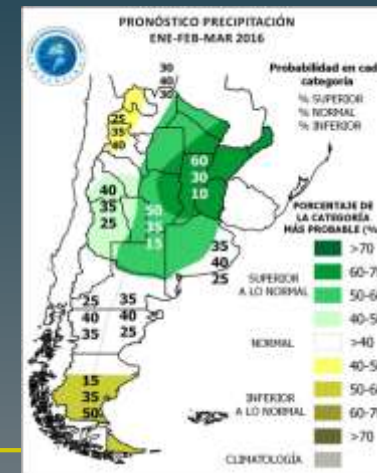 PRONÓSTICO PRECIPITACIÓN
ENE-FEB-MAR 2016
Probabilidad en cad
categoría
% SUPERIOR
% NORMAL
% INFERIOR
30
40
30
25
35
40
60
30
10
40
35
25
50
35
15
35
40
25
25
40
35
35
40
25
15
35
50
PORCENTAJE DE
LA CATEGORÍA
MÁS PROBABLE (%
SUPERIOR
A LO NORMAL
>70
60-7
50-6
40-5
NORMAL
>40
INFERIOR
A LO NORMAL
40-5
50-6
60-7
>70
CLIMATOLOGÍA